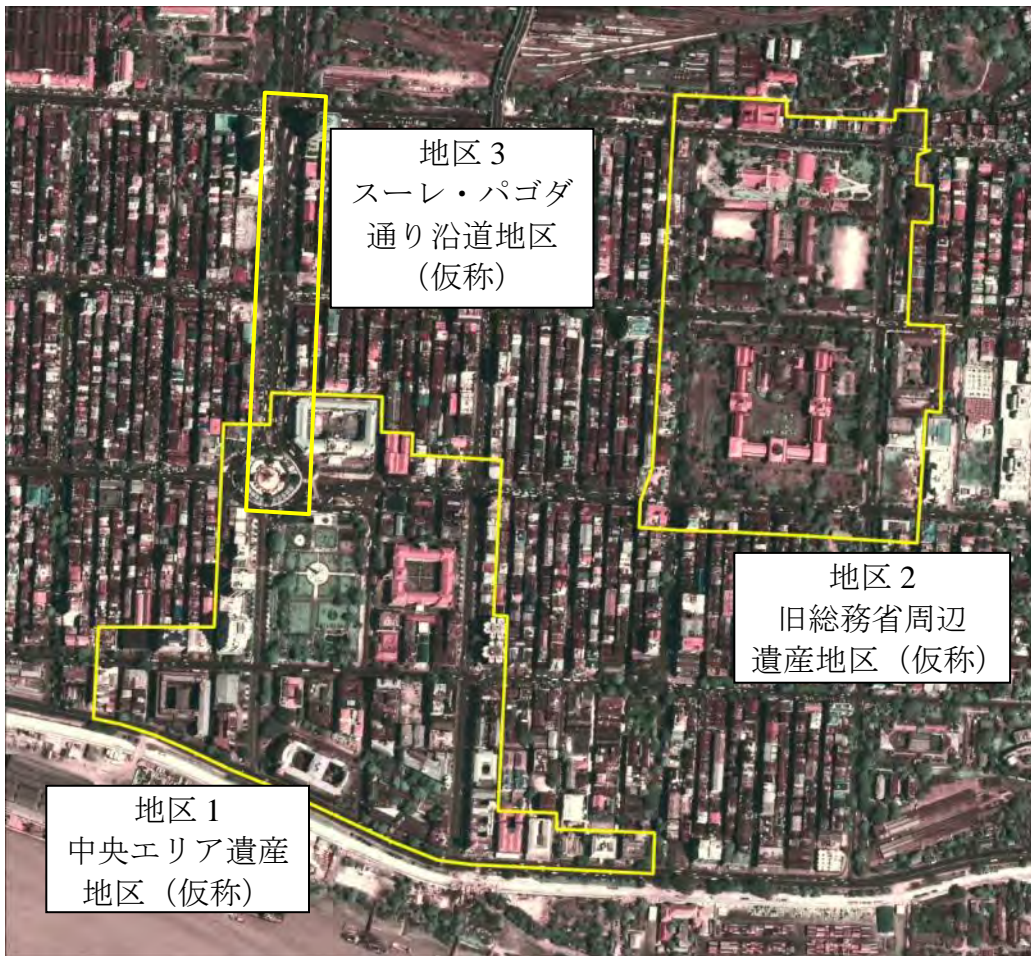 地区 3
スーレ・パゴダ
通り沿道地区
(仮称)
地区 2
旧総務省周辺
遺産地区（仮称）
地区 1
中央エリア遺産
地区（仮称）